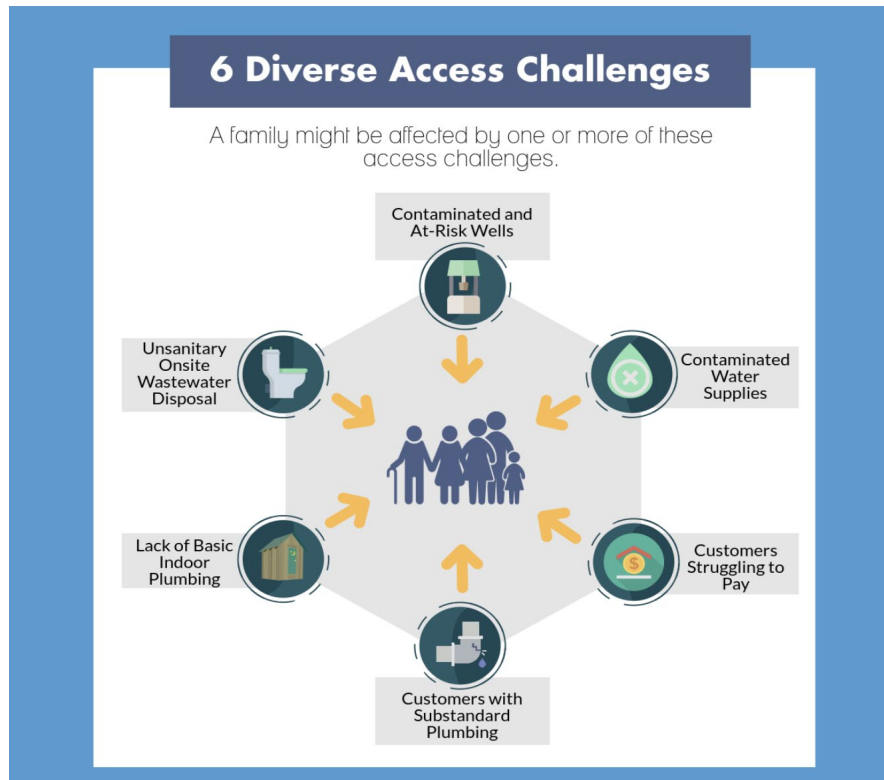 6 Diverse Access Challenges
A family might be affected by one or more of these
access challenges.
Contaminated and
At-Risk Wells
Contaminated
Water
Supplies
Customers
Struggling to
Pay
$
Customers with
Substandard
Plumbing
Lack of Basic
Indoor
Plumbing
Unsanitary
Onsite
Wastewater
Disposal